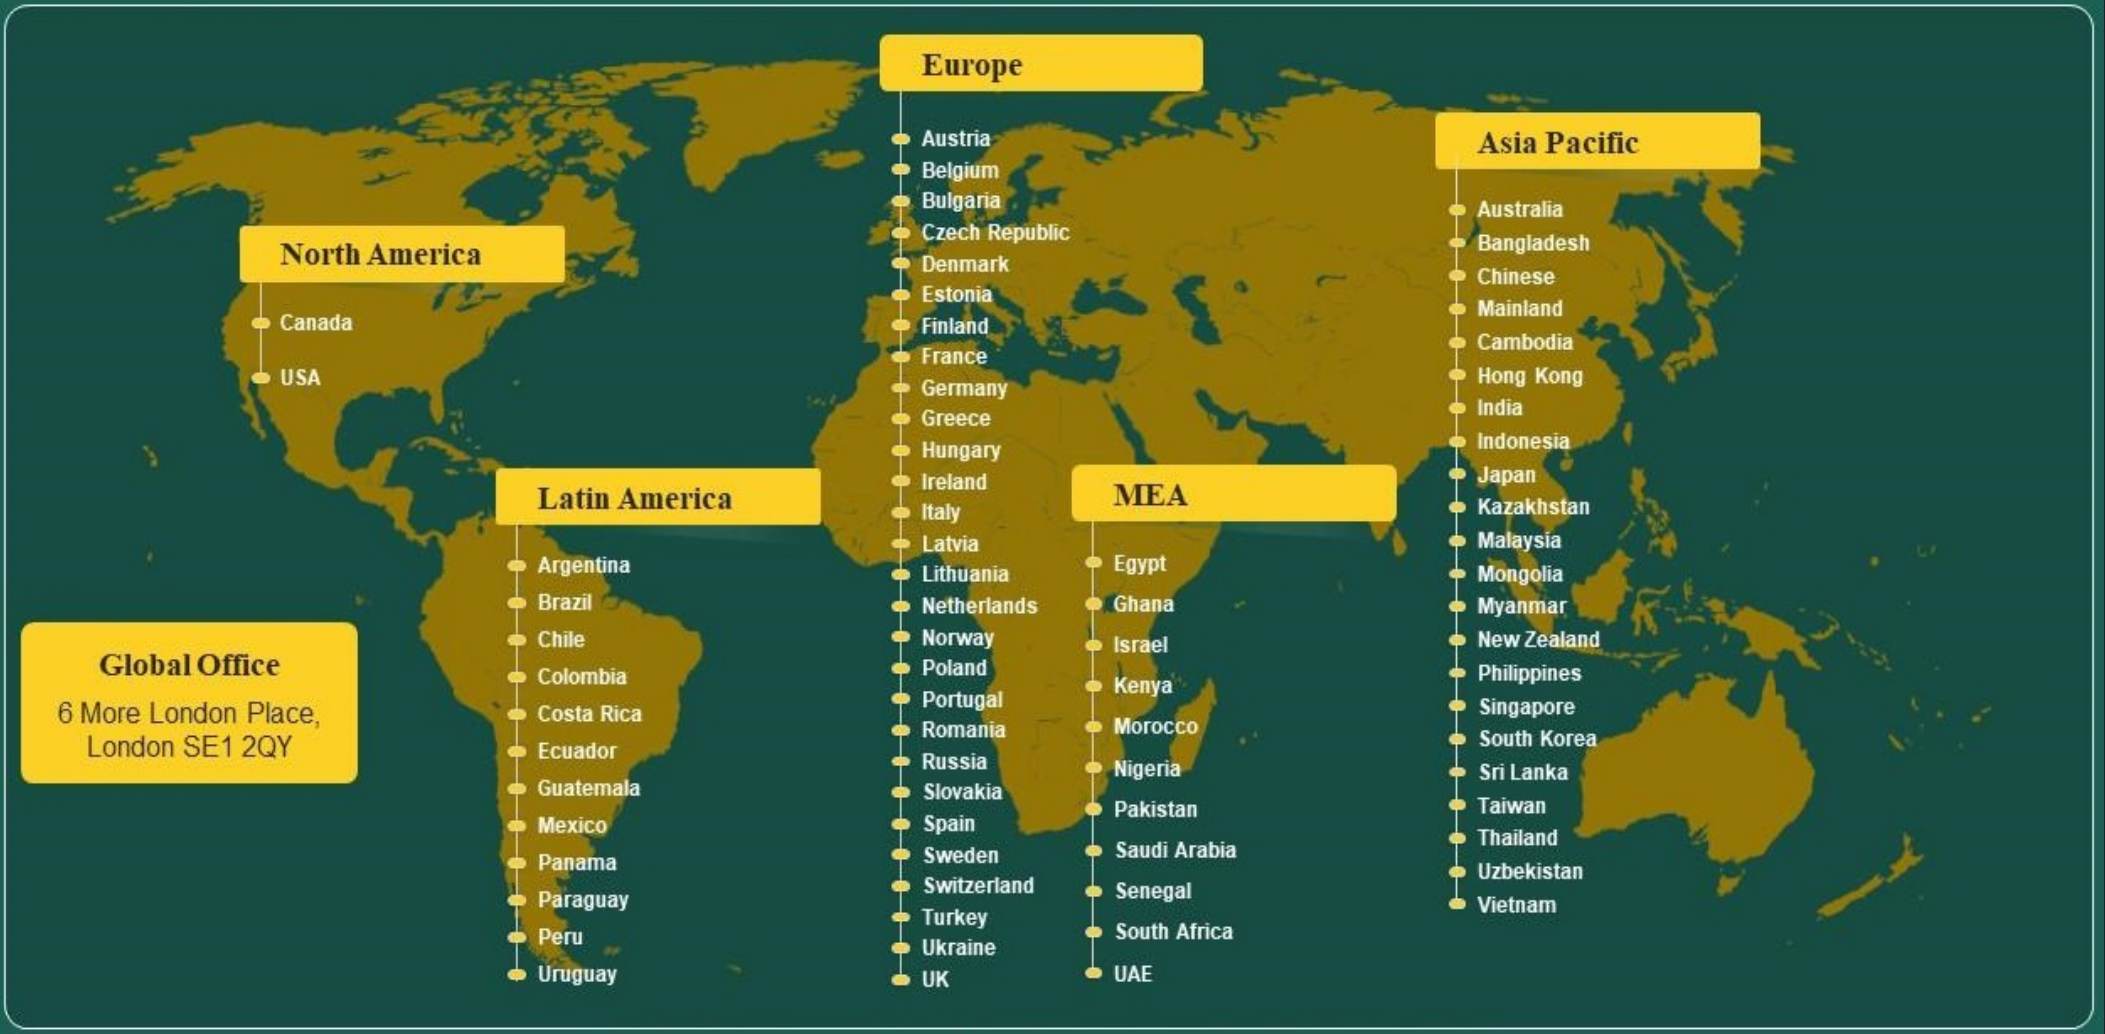 Europe
Austria
Belgium
Bulgaria
Czech Republic
Denmark
Estonia
Finland
France
Germany
Greece
Hungary
Ireland
Italy
Latvia
Lithuania
Netherlands
Norway
Poland
Portugal
Romania
Russia
Slovakia
Spain
Sweden
Switzerland
Turkey
Ukraine
UK
Asia Pacific
Australia
Bangladesh
Chinese
Mainland
Cambodia
Hong Kong
India
Indonesia
Japan
Kazakhstan
Malaysia
Mongolia
Myanmar
New Zealand
Philippines
Singapore
South Korea
Sri Lanka
Taiwan
Thailand
Uzbekistan
Vietnam
North America
Canada
USA
Latin America
Argentina
Brazil
Chile
Colombia
Costa Rica
Ecuador
Guatemala
Mexico
Panama
Paraguay
Peru
Uruguay
MEA
Egypt
Ghana
Israel
Kenya
Morocco
Nigeria
Pakistan
Saudi Arabia
Senegal
South Africa
UAE
Global Office
6 More London Place,
London SE1 2QY